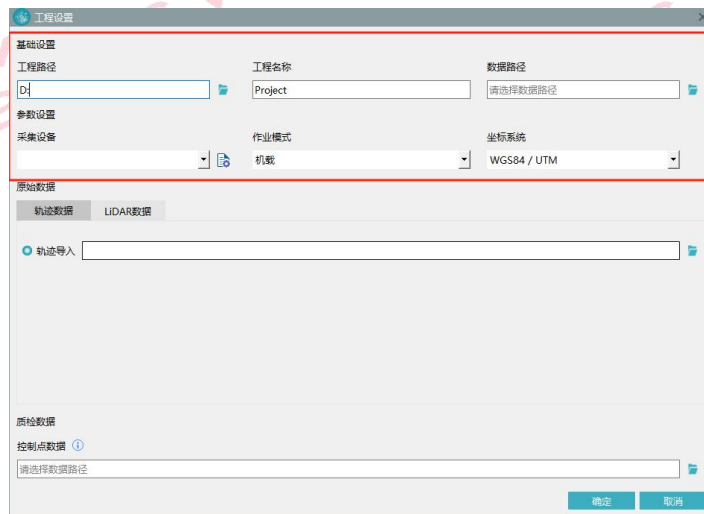 工程设置
基础设置
工程路径 工程名称 数据路径
D: Project 请选择数据路径
参数设置
采集设备 作业模式 坐标系统
机载 WGS84 / UTM
原始数据
轨迹数据 LiDAR数据
轨迹导入
质检数据
控制点数据
请选择数据路径
确定 取消